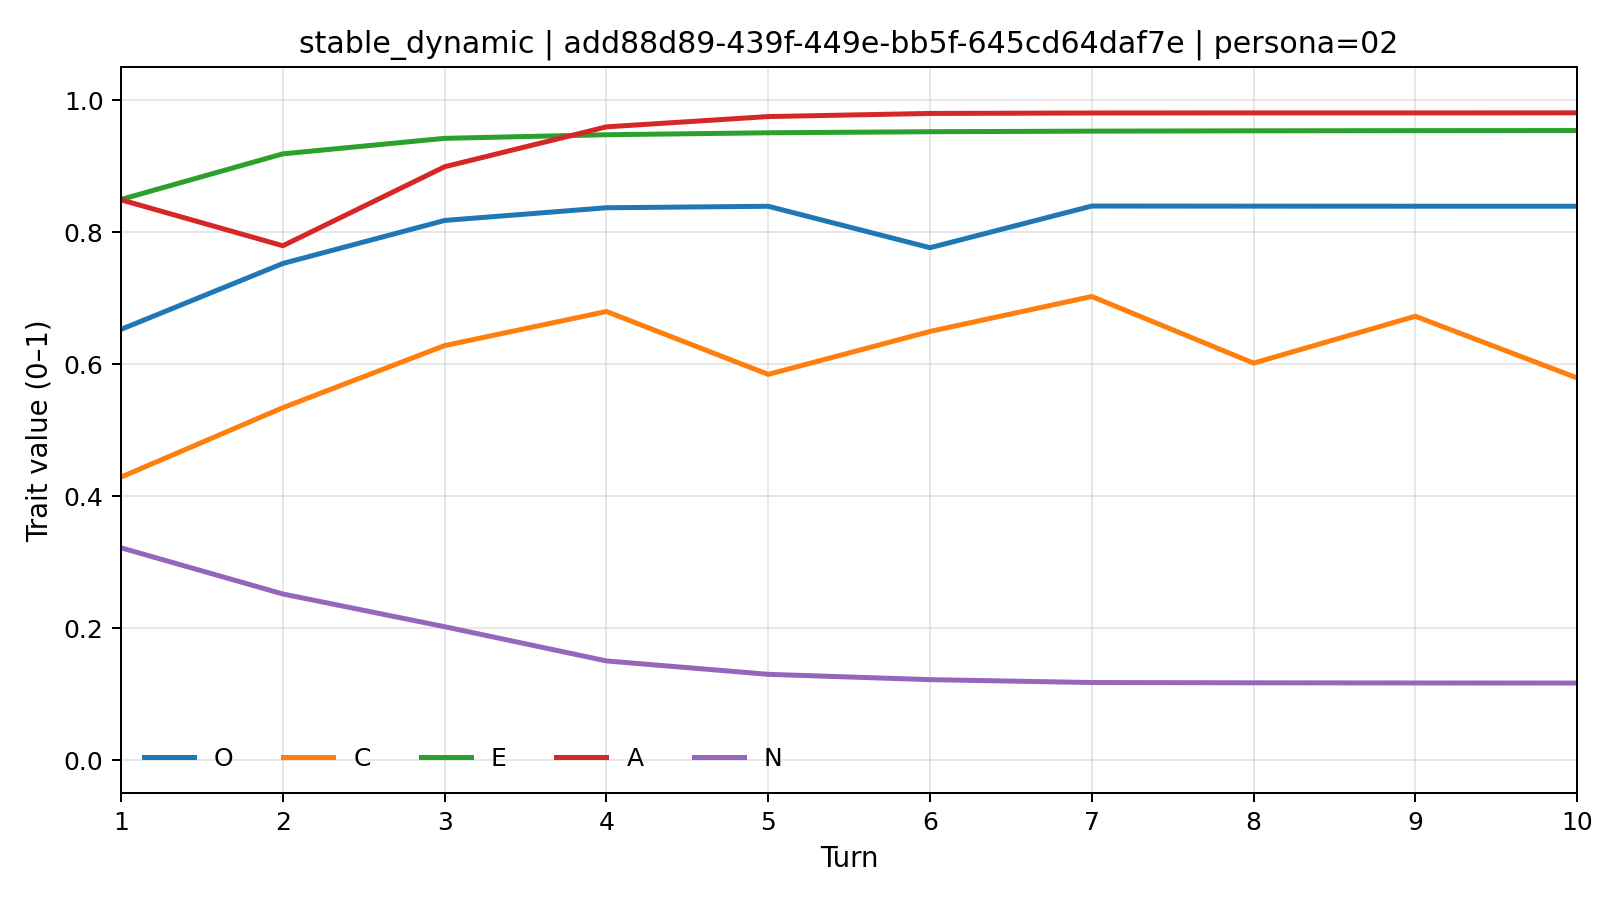 stable_dynamic | add88d89-439f-449e-bb5f-645cd64daf7e | persona=02
Trait value (0–1)
1.0
0.8
0.6
0.4
0.2
0.0
O C E A N
1 2 3 4 5 6 7 8 9 10
Turn